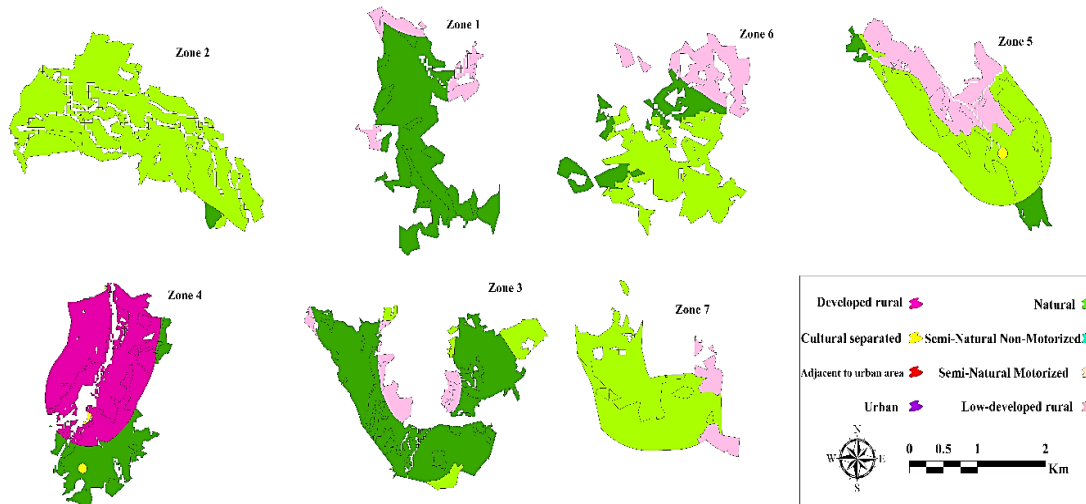 Zone 2
Zone 1
Zone 6
Zone 5
Zone 4
Zone 3
Zone 7
Developed rural Natural
Cultural separated Semi-Natural Non-Motorized
Adjacent to urban area Semi-Natural Motorized
Urban Low-developed rural
N
W E
S
0 0.5 1 2
Km